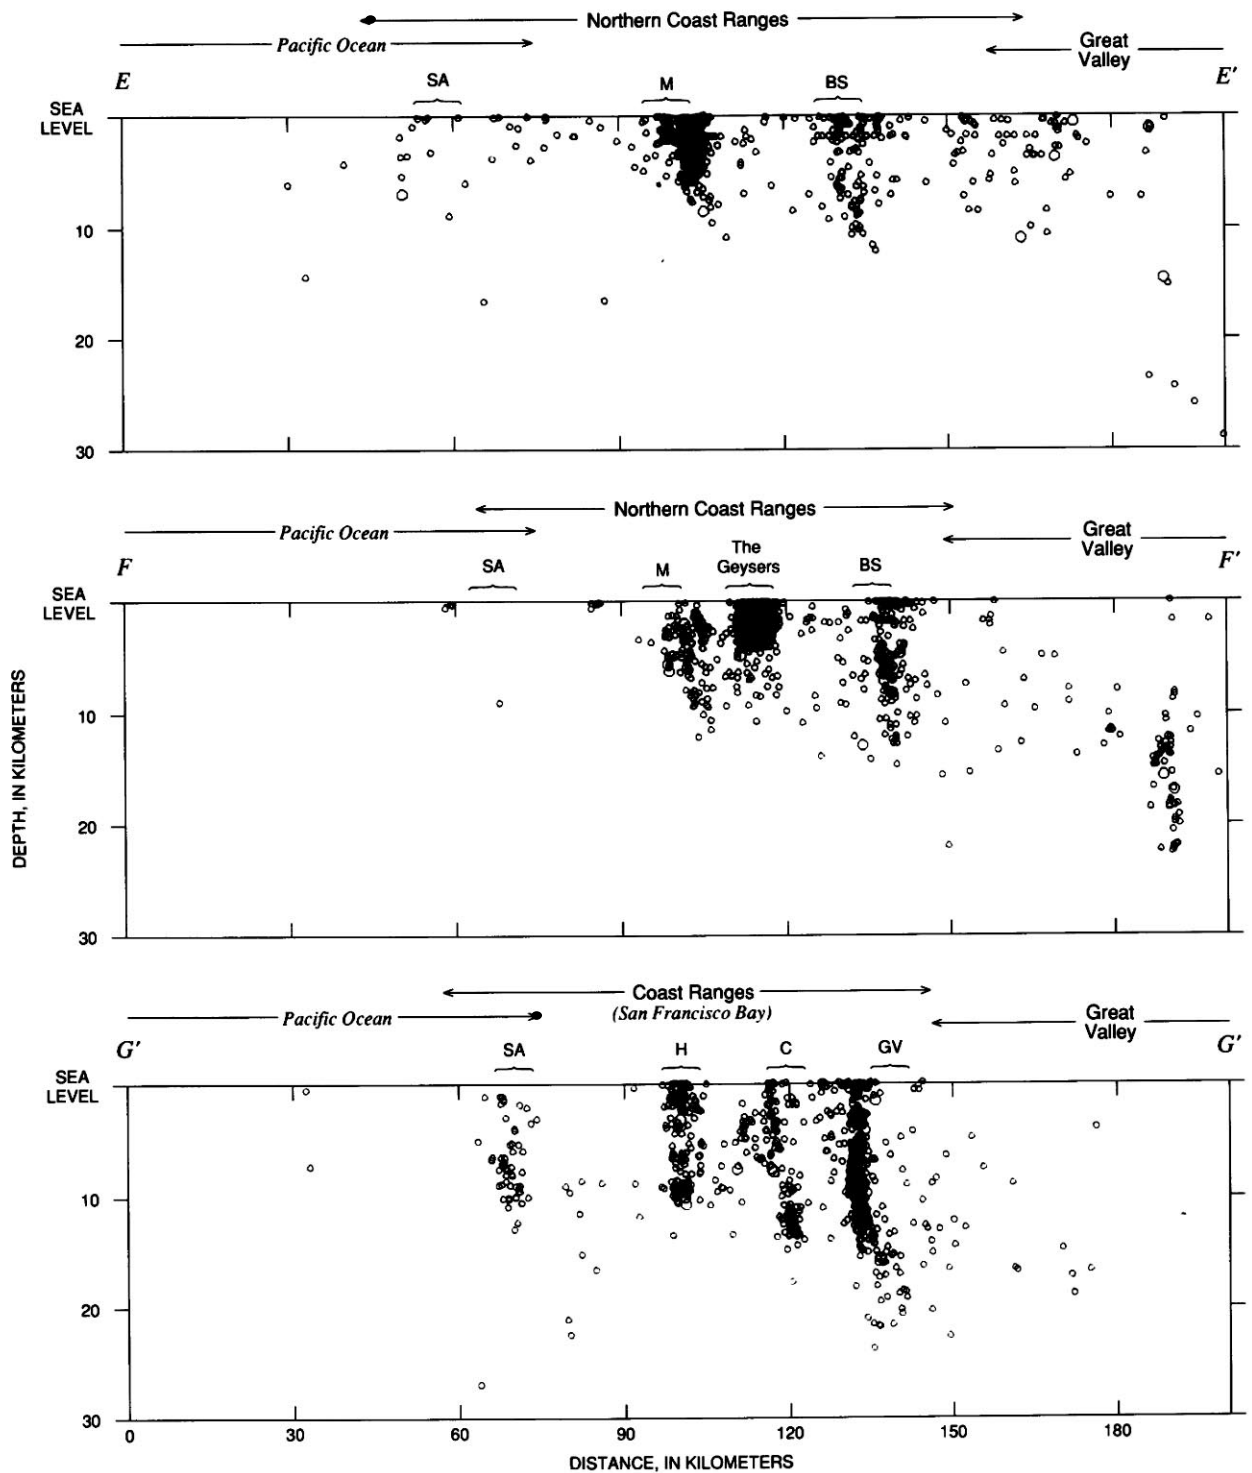 Northern Coast Ranges
Pacific Ocean
Great
Valley
E
SA
M
BS
E'
SEA
LEVEL
10
20
30
Northern Coast Ranges
Pacific Ocean
Great
Valley
F
SA
M
The
Geysers
BS
F'
SEA
LEVEL
10
20
30
DEPTH, IN KILOMETERS
Coast Ranges
(San Francisco Bay)
Pacific Ocean
Great
Valley
G'
SA
H
C
GV
G'
SEA
LEVEL
10
20
30
0 30 60 90 120 150 180
DISTANCE, IN KILOMETERS